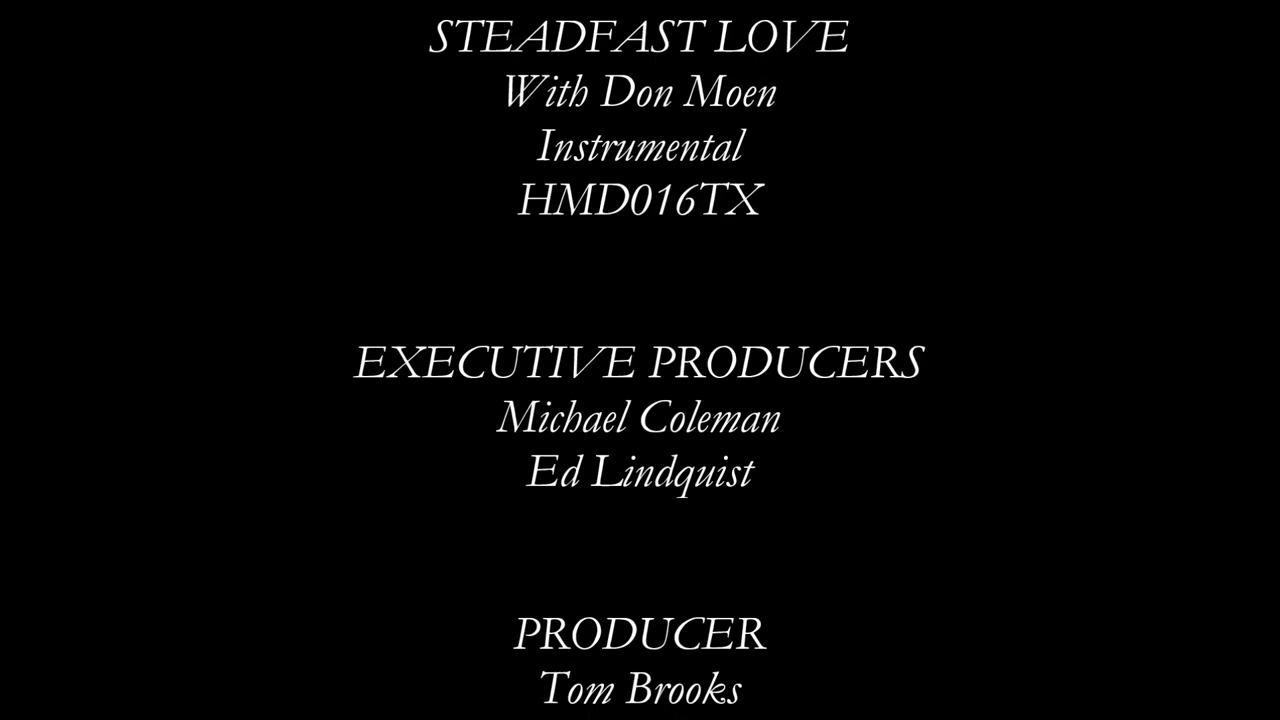 STEADFAST LOVE
With Don Moen
Instrumental
HMD016TX
EXECUTIVE PRODUCERS
Michael Coleman
Ed Lindquist
PRODUCER
Tom Brooks